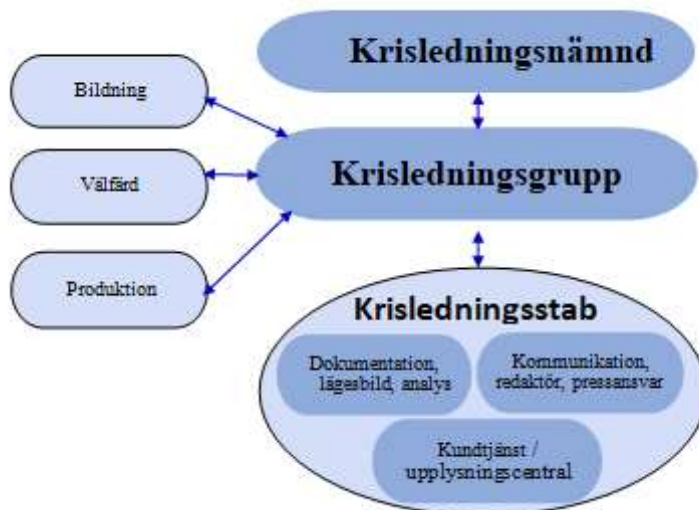 Krisledningsnämnd
Bildning
Krisledningsgrupp
Välfärd
Produktion
Krisledningsstab
Dokumentation,
lägesbild, analys
Kommunikation,
redaktör, pressansvar
Kundtjänst /
upplysningscentral